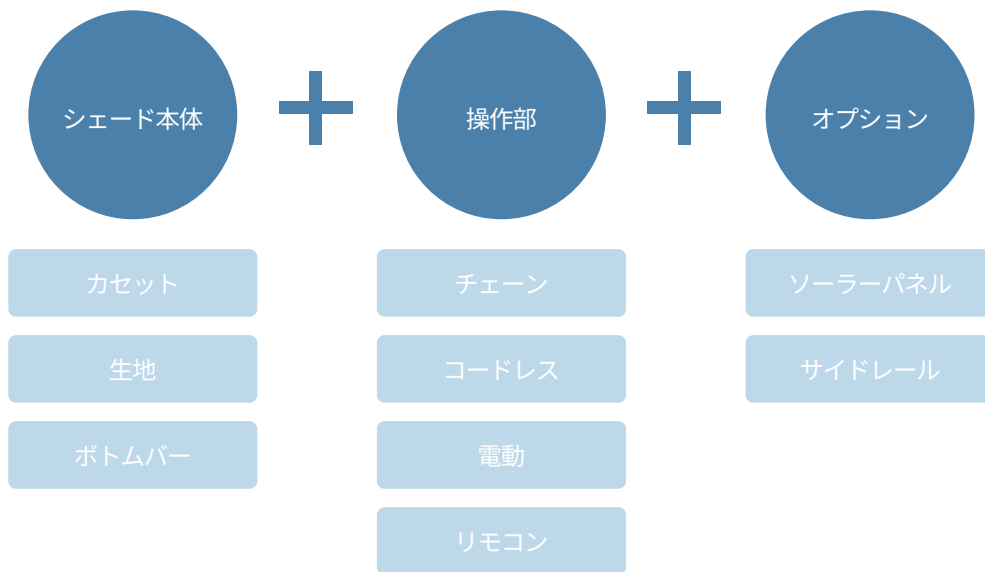 シェード本体
操作部
オプション
カセット
チェーン
ソーラーパネル
生地
コードレス
サイドレール
ボトムバー
電動
リモコン